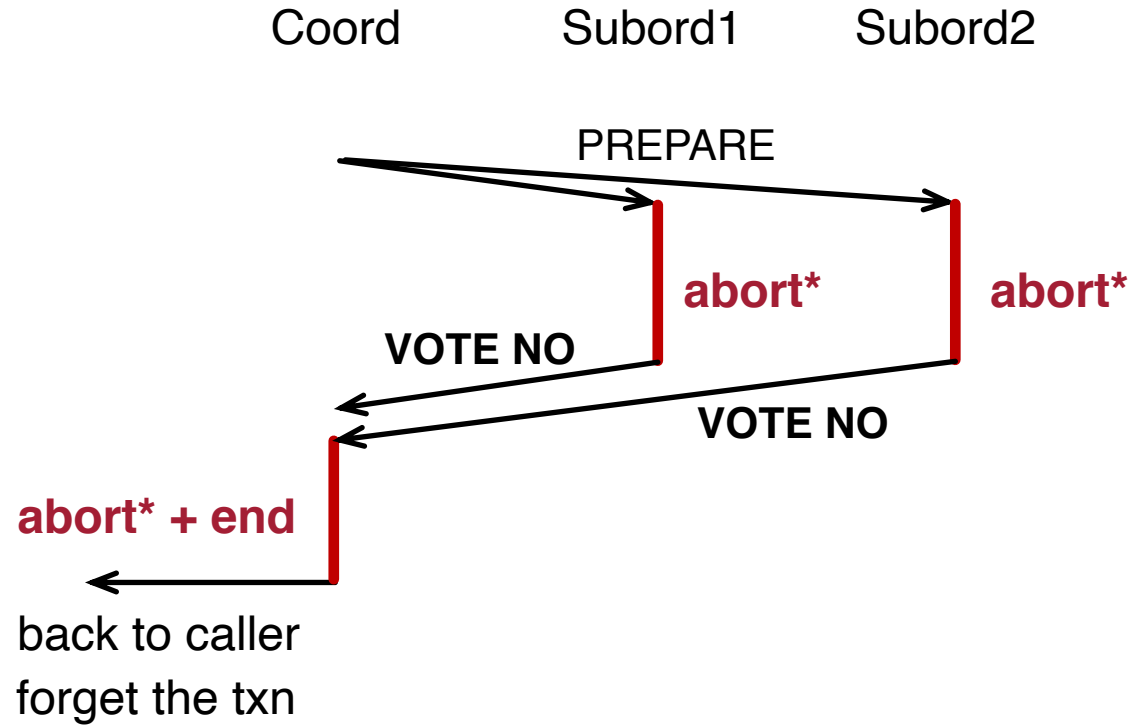 Coord Subord1 Subord2
PREPARE
abort* abort*
VOTE NO
VOTE NO
abort* + end
back to caller
forget the txn